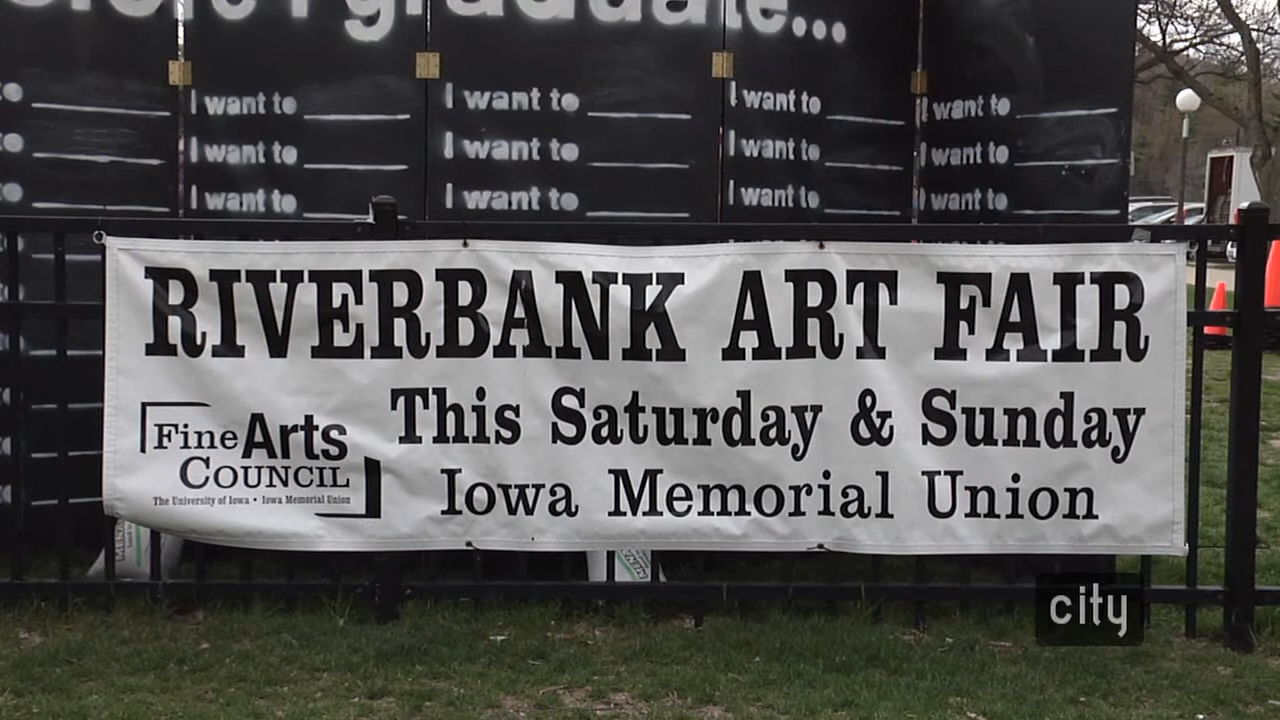 I graduate...
I want to
I want to
I want to
I want to
I want to
I want to
I want to
I want to
I want to
I want to
I want to
I want to
RIVERBANK ART FAIR
This Saturday & Sunday
Iowa Memorial Union
Fine Arts
COUNCIL
The University of Iowa • Iowa Memorial Union
city